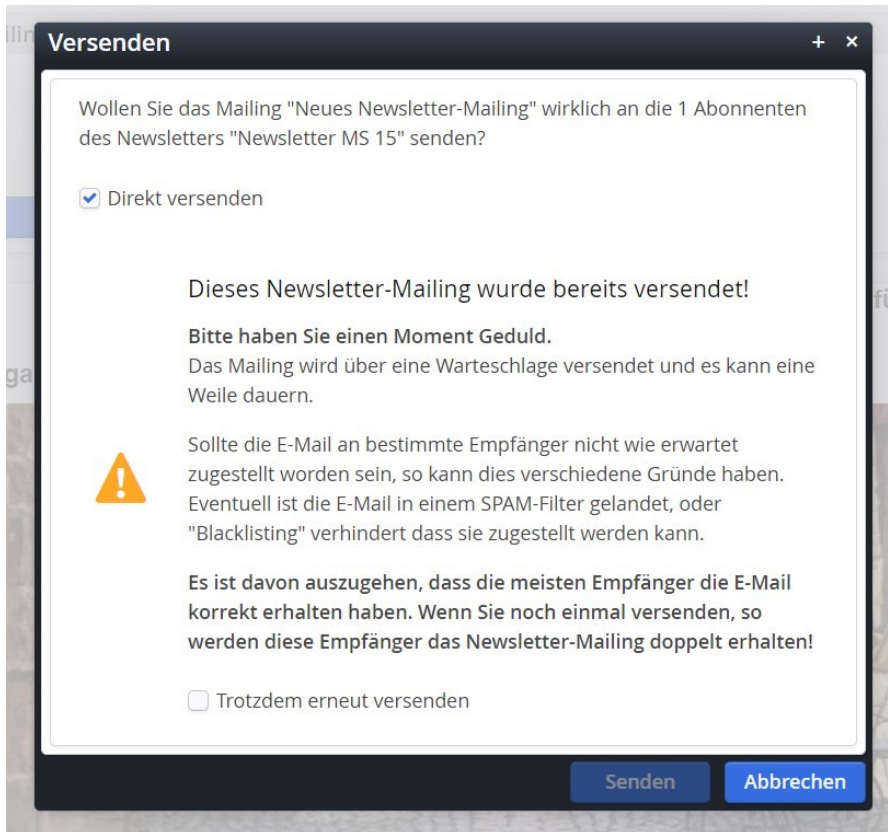 Versenden
Wollen Sie das Mailing "Neues Newsletter-Mailing" wirklich an die 1 Abonnenten
des Newsletters "Newsletter MS 15" senden?
Direkt versenden
Dieses Newsletter-Mailing wurde bereits versendet!
Bitte haben Sie einen Moment Geduld.
Das Mailing wird über eine Warteschlage versendet und es kann eine
Weile dauern.
Sollte die E-Mail an bestimmte Empfänger nicht wie erwartet
zugestellt worden sein, so kann dies verschiedene Gründe haben.
Eventuell ist die E-Mail in einem SPAM-Filter gelandet, oder
"Blacklisting" verhindert dass sie zugestellt werden kann.
Es ist davon auszugehen, dass die meisten Empfänger die E-Mail
korrekt erhalten haben. Wenn Sie noch einmal versenden, so
werden diese Empfänger das Newsletter-Mailing doppelt erhalten!
Trotzdem erneut versenden
Senden
Abbrechen